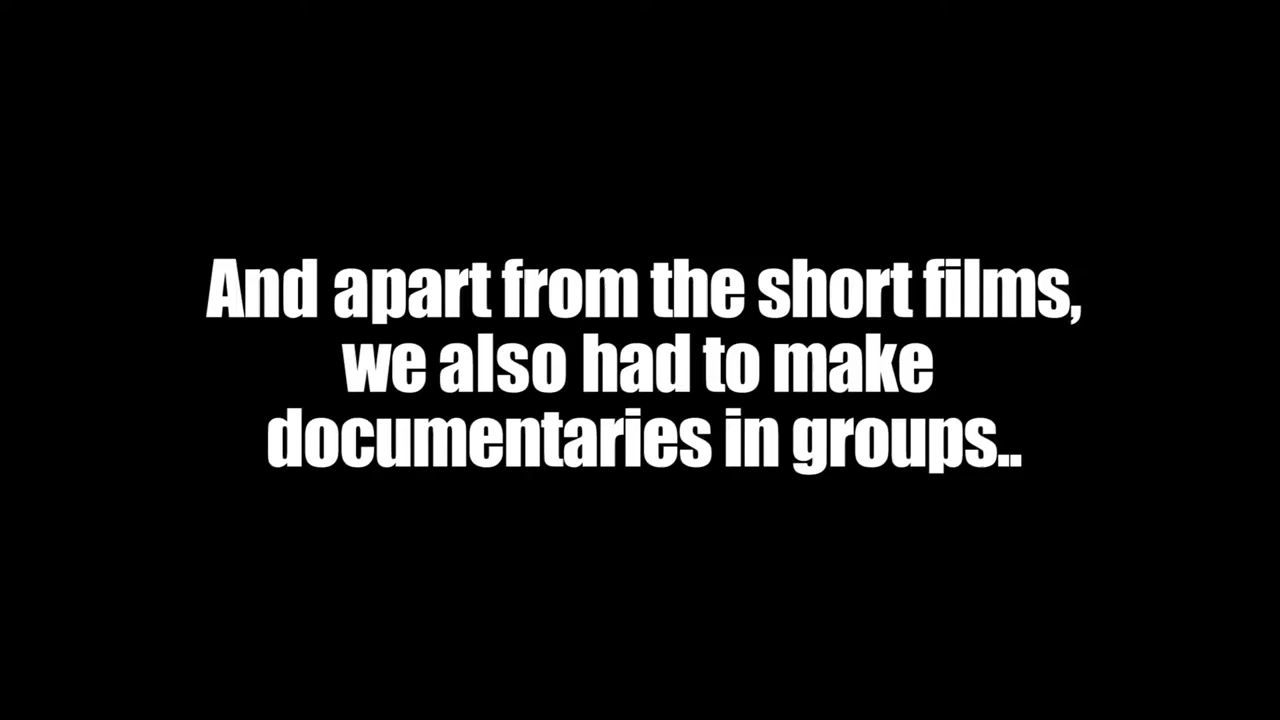 And apart from the short films,
we also had to make
documentaries in groups..